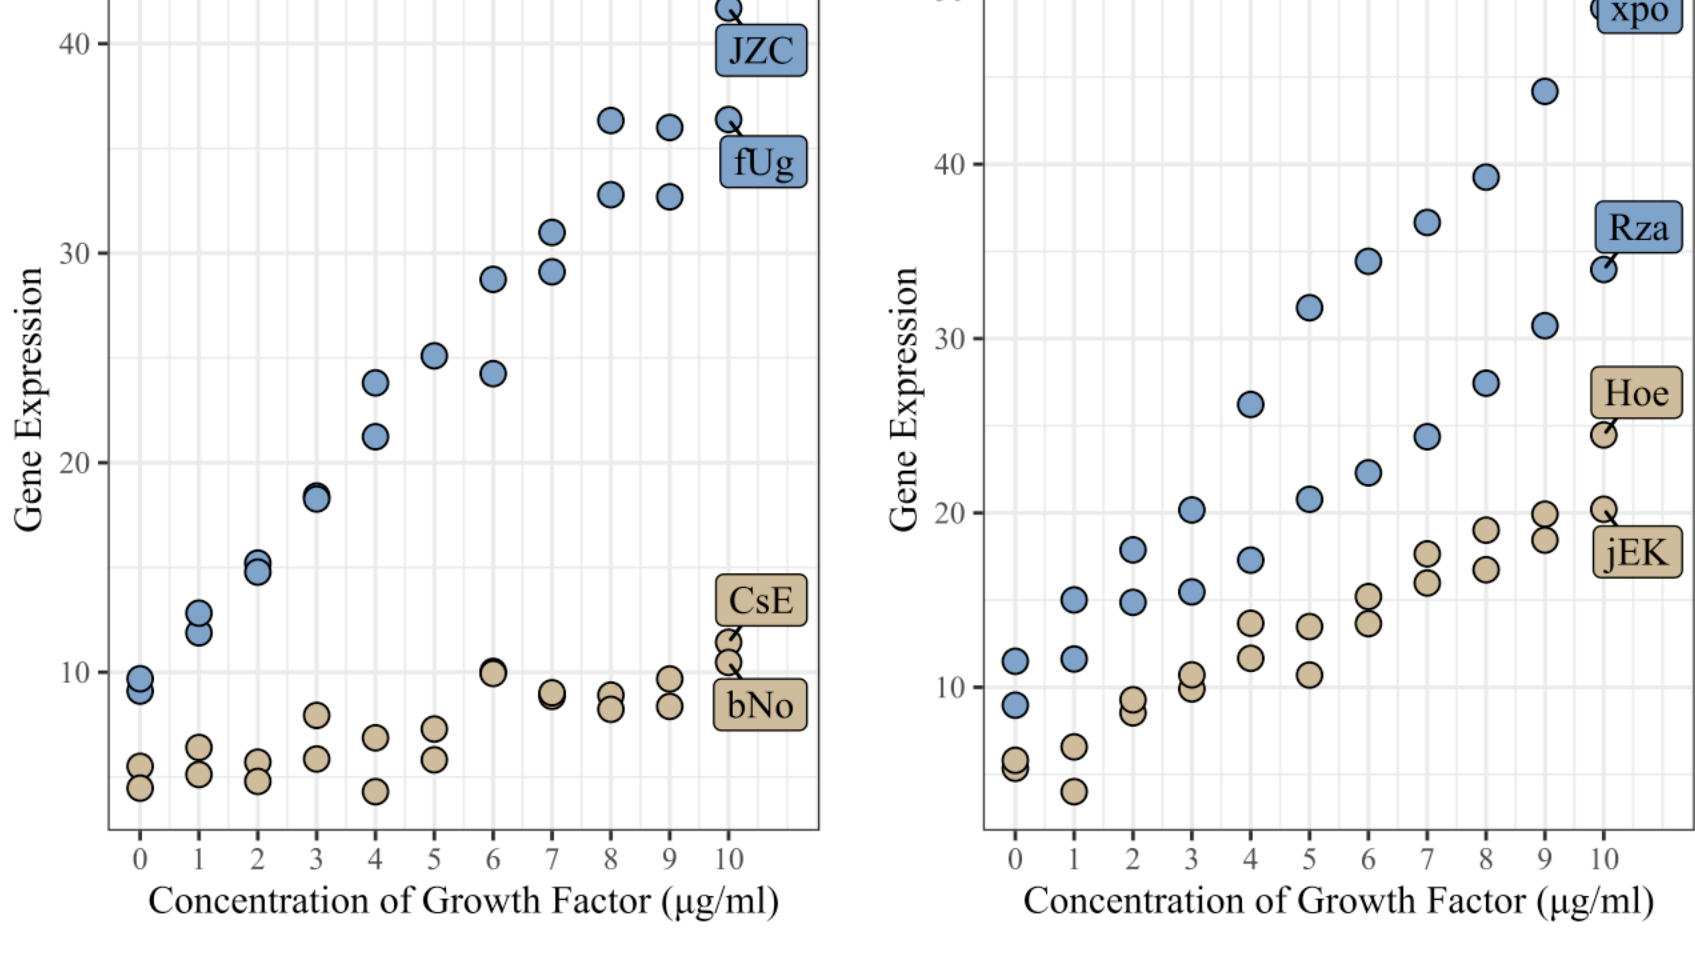 JZC
40
fUg
30
20
CsE
10
bNo
0 1 2 3 4 5 6 7 8 9 10
Concentration of Growth Factor (μg/ml)
Gene Expression
xpo
40
Rza
30
Hoe
20
jEK
10
0 1 2 3 4 5 6 7 8 9 10
Concentration of Growth Factor (μg/ml)
Gene Expression